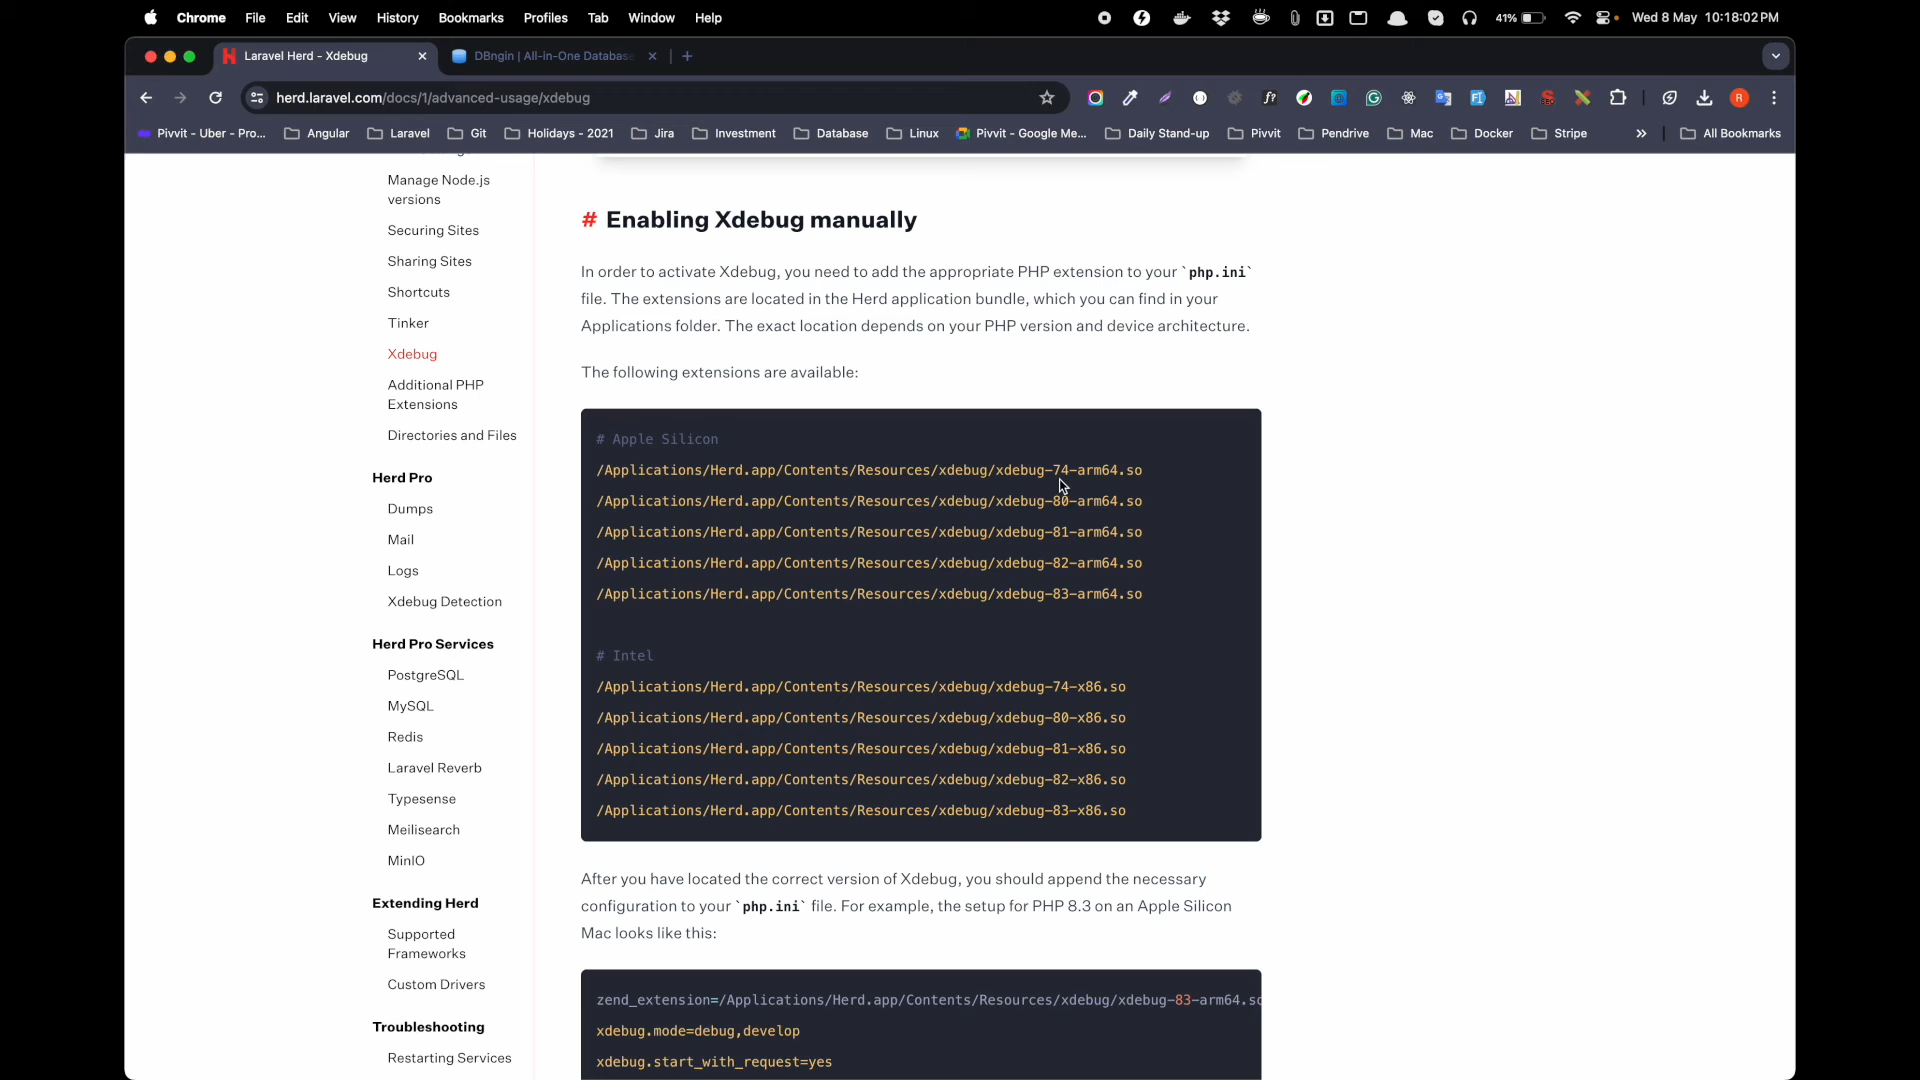 Chrome File Edit View History Bookmarks Profiles Tab Window Help 41% Wed 8 May 10:18:02 PM
Laravel Herd - Xdebug DBngin | All-in-One Databas
herd.laravel.com/docs/1/advanced-usage/xdebug
Pivvit - Uber - Pro... Angular Laravel Git Holidays - 2021 Jira Investment Database Linux Pivvit - Google Me... Daily Stand-up Pivvit Pendrive Mac Docker Stripe » All Bookmarks
Manage Node.js
versions
Securing Sites
Sharing Sites
Shortcuts
Tinker
Xdebug
Additional PHP
Extensions
Directories and Files
Herd Pro
Dumps
Mail
Logs
Xdebug Detection
Herd Pro Services
PostgreSQL
MySQL
Redis
Laravel Reverb
Typesense
Meilisearch
MinIO
Extending Herd
Supported
Frameworks
Custom Drivers
Troubleshooting
Restarting Services
# Enabling Xdebug manually
In order to activate Xdebug, you need to add the appropriate PHP extension to your `php.ini`
file. The extensions are located in the Herd application bundle, which you can find in your
Applications folder. The exact location depends on your PHP version and device architecture.
The following extensions are available:
# Apple Silicon
/Applications/Herd.app/Contents/Resources/xdebug/xdebug-74-arm64.so
/Applications/Herd.app/Contents/Resources/xdebug/xdebug-80-arm64.so
/Applications/Herd.app/Contents/Resources/xdebug/xdebug-81-arm64.so
/Applications/Herd.app/Contents/Resources/xdebug/xdebug-82-arm64.so
/Applications/Herd.app/Contents/Resources/xdebug/xdebug-83-arm64.so
# Intel
/Applications/Herd.app/Contents/Resources/xdebug/xdebug-74-x86.so
/Applications/Herd.app/Contents/Resources/xdebug/xdebug-80-x86.so
/Applications/Herd.app/Contents/Resources/xdebug/xdebug-81-x86.so
/Applications/Herd.app/Contents/Resources/xdebug/xdebug-82-x86.so
/Applications/Herd.app/Contents/Resources/xdebug/xdebug-83-x86.so
After you have located the correct version of Xdebug, you should append the necessary
configuration to your `php.ini` file. For example, the setup for PHP 8.3 on an Apple Silicon
Mac looks like this:
zend_extension=/Applications/Herd.app/Contents/Resources/xdebug/xdebug-83-arm64.so
xdebug.mode=debug,develop
xdebug.start_with_request=yes